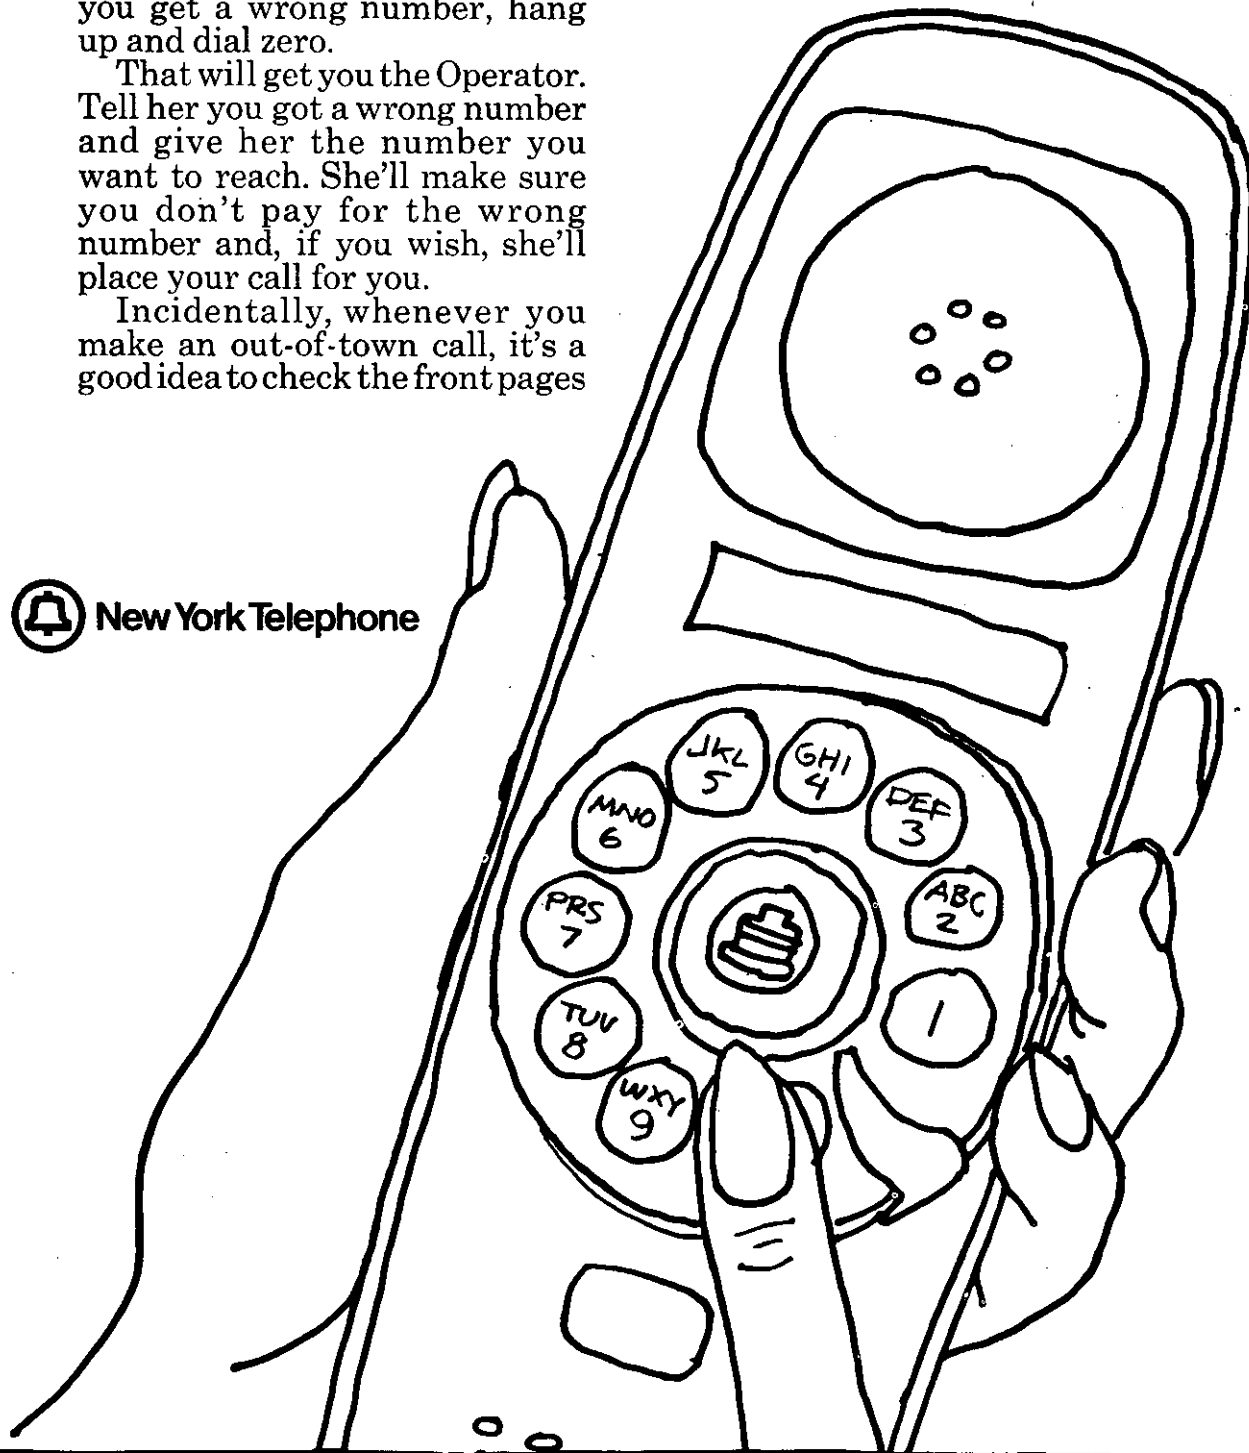 you get a wrong number, hang
up and dial zero.
That will get you the Operator.
Tell her you got a wrong number
and give her the number you
want to reach. She'll make sure
you don't pay for the wrong
number and, if you wish, she'll
place your call for you.
Incidentally, whenever you
make an out-of-town call, it's a
good idea to check the front pages
New York Telephone
JKL
5
GHI
4
DEF
3
MNO
6
ABC
2
PRS
7
1
TUV
8
WXY
9